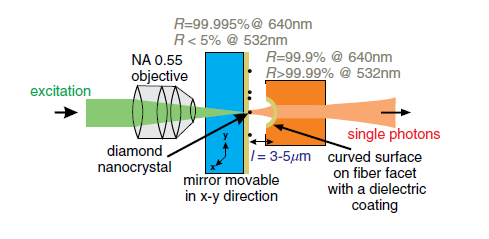 R=99.995% @ 640nm
R< 5% @ 532nm
NA 0.55
objective
R=99.9% @ 640nm
R>99.99% @ 532nm
excitation
single photons
diamond
nanocrystal
y
x
l = 3-5μm
mirror movable
in x-y direction
curved surface
on fiber facet
with a dielectric
coating